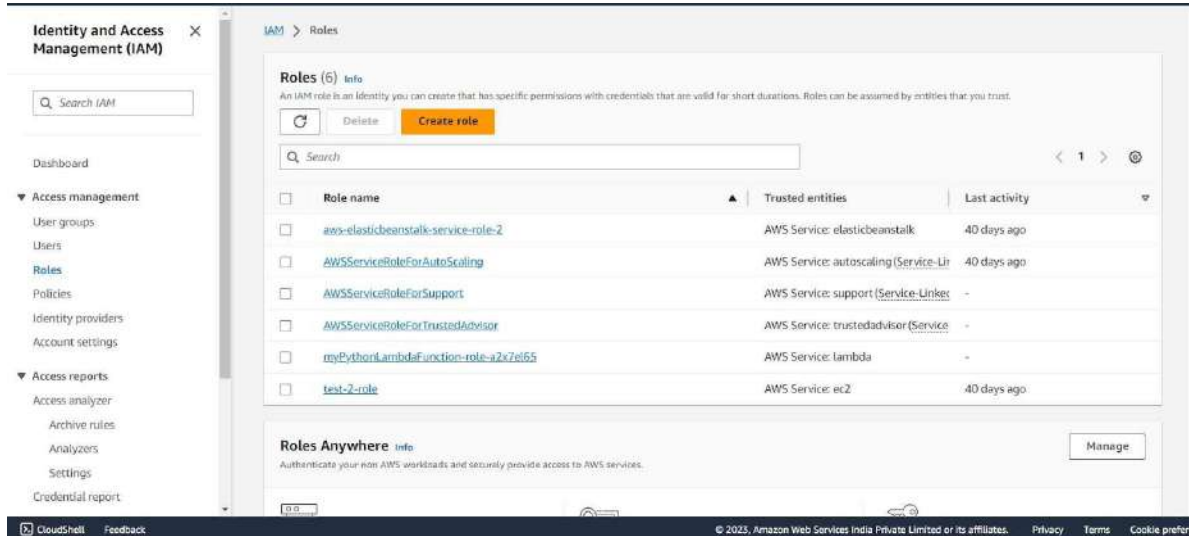 Identity and Access
Management (IAM)
Search IAM
Dashboard
Access management
User groups
Users
Roles
Policies
Identity providers
Account settings
Access reports
Access analyzer
Archive rules
Analyzers
Settings
Credential report
IAM > Roles
Roles (6) Info
An IAM role is an identity you can create that has specific permissions with credentials that are valid for short durations. Roles can be assumed by entities that you trust.
Delete Create role
Search
1
Role name Trusted entities Last activity
aws-elasticbeanstalk-service-role-2 AWS Service: elasticbeanstalk 40 days ago
AWSServiceRoleForAutoScaling AWS Service: autoscaling (Service-Lin 40 days ago
AWSServiceRoleForSupport AWS Service: support (Service-Linked -
AWSServiceRoleForTrustedAdvisor AWS Service: trustedadvisor (Service -
myPythonLambdaFunction-role-a2x7el65 AWS Service: lambda -
test-2-role AWS Service: ec2 40 days ago
Roles Anywhere Info
Manage
Authenticate your non AWS workloads and securely provide access to AWS services.
CloudShell Feedback © 2023, Amazon Web Services India Private Limited or its affiliates. Privacy Terms Cookie prefer